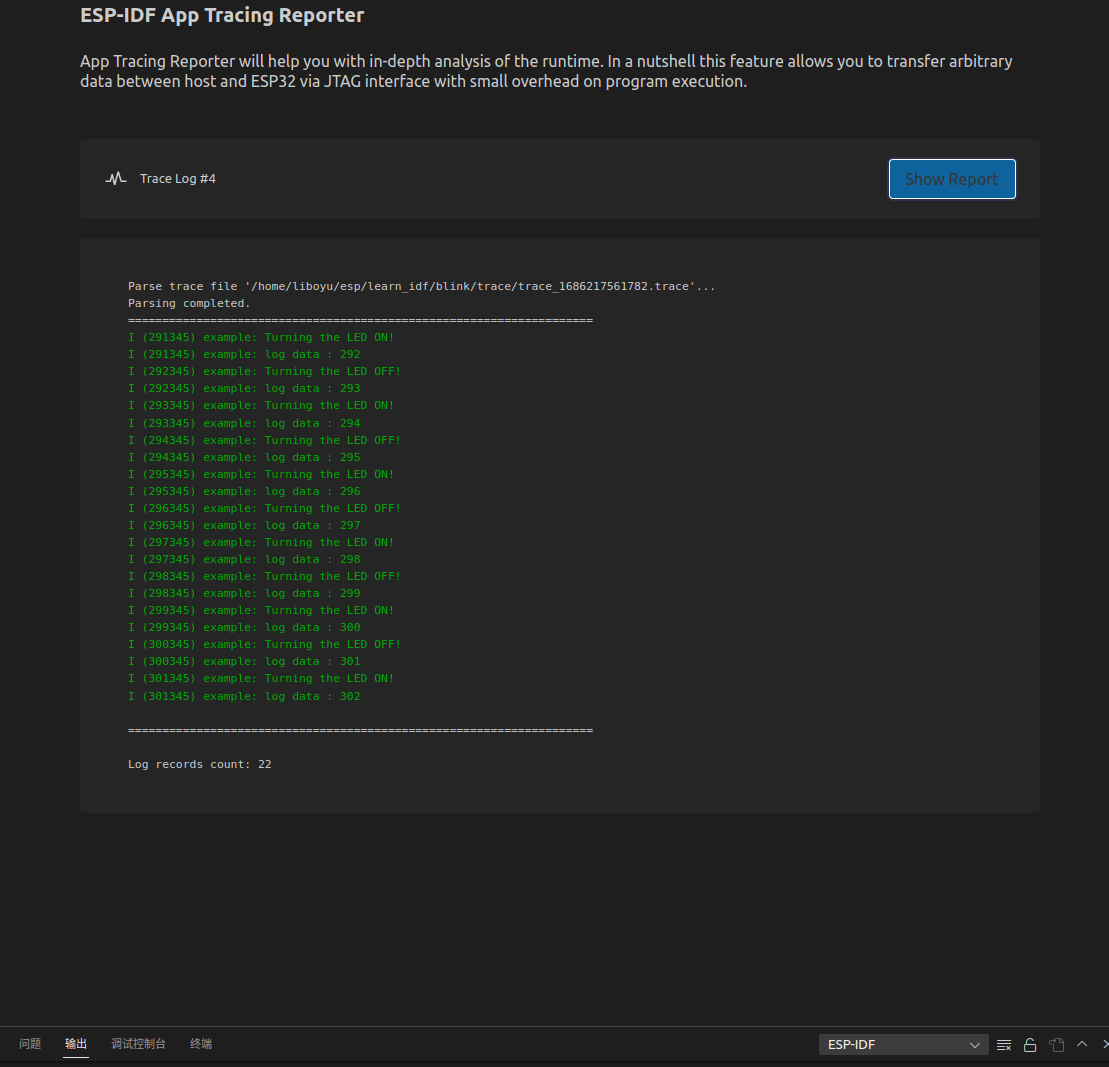 ESP-IDF App Tracing Reporter
App Tracing Reporter will help you with in-depth analysis of the runtime. In a nutshell this feature allows you to transfer arbitrary
data between host and ESP32 via JTAG interface with small overhead on program execution.
Trace Log #4
Show Report
Parse trace file '/home/liboyu/esp/learn_idf/blink/trace/trace_1686217561782.trace'...
Parsing completed.
====================================================================
I (291345) example: Turning the LED ON!
I (291345) example: log data : 292
I (292345) example: Turning the LED OFF!
I (292345) example: log data : 293
I (293345) example: Turning the LED ON!
I (293345) example: log data : 294
I (294345) example: Turning the LED OFF!
I (294345) example: log data : 295
I (295345) example: Turning the LED ON!
I (295345) example: log data : 296
I (296345) example: Turning the LED OFF!
I (296345) example: log data : 297
I (297345) example: Turning the LED ON!
I (297345) example: log data : 298
I (298345) example: Turning the LED OFF!
I (298345) example: log data : 299
I (299345) example: Turning the LED ON!
I (299345) example: log data : 300
I (300345) example: Turning the LED OFF!
I (300345) example: log data : 301
I (301345) example: Turning the LED ON!
I (301345) example: log data : 302
====================================================================
Log records count: 22
问题 输出 调试控制台 终端 ESP-IDF